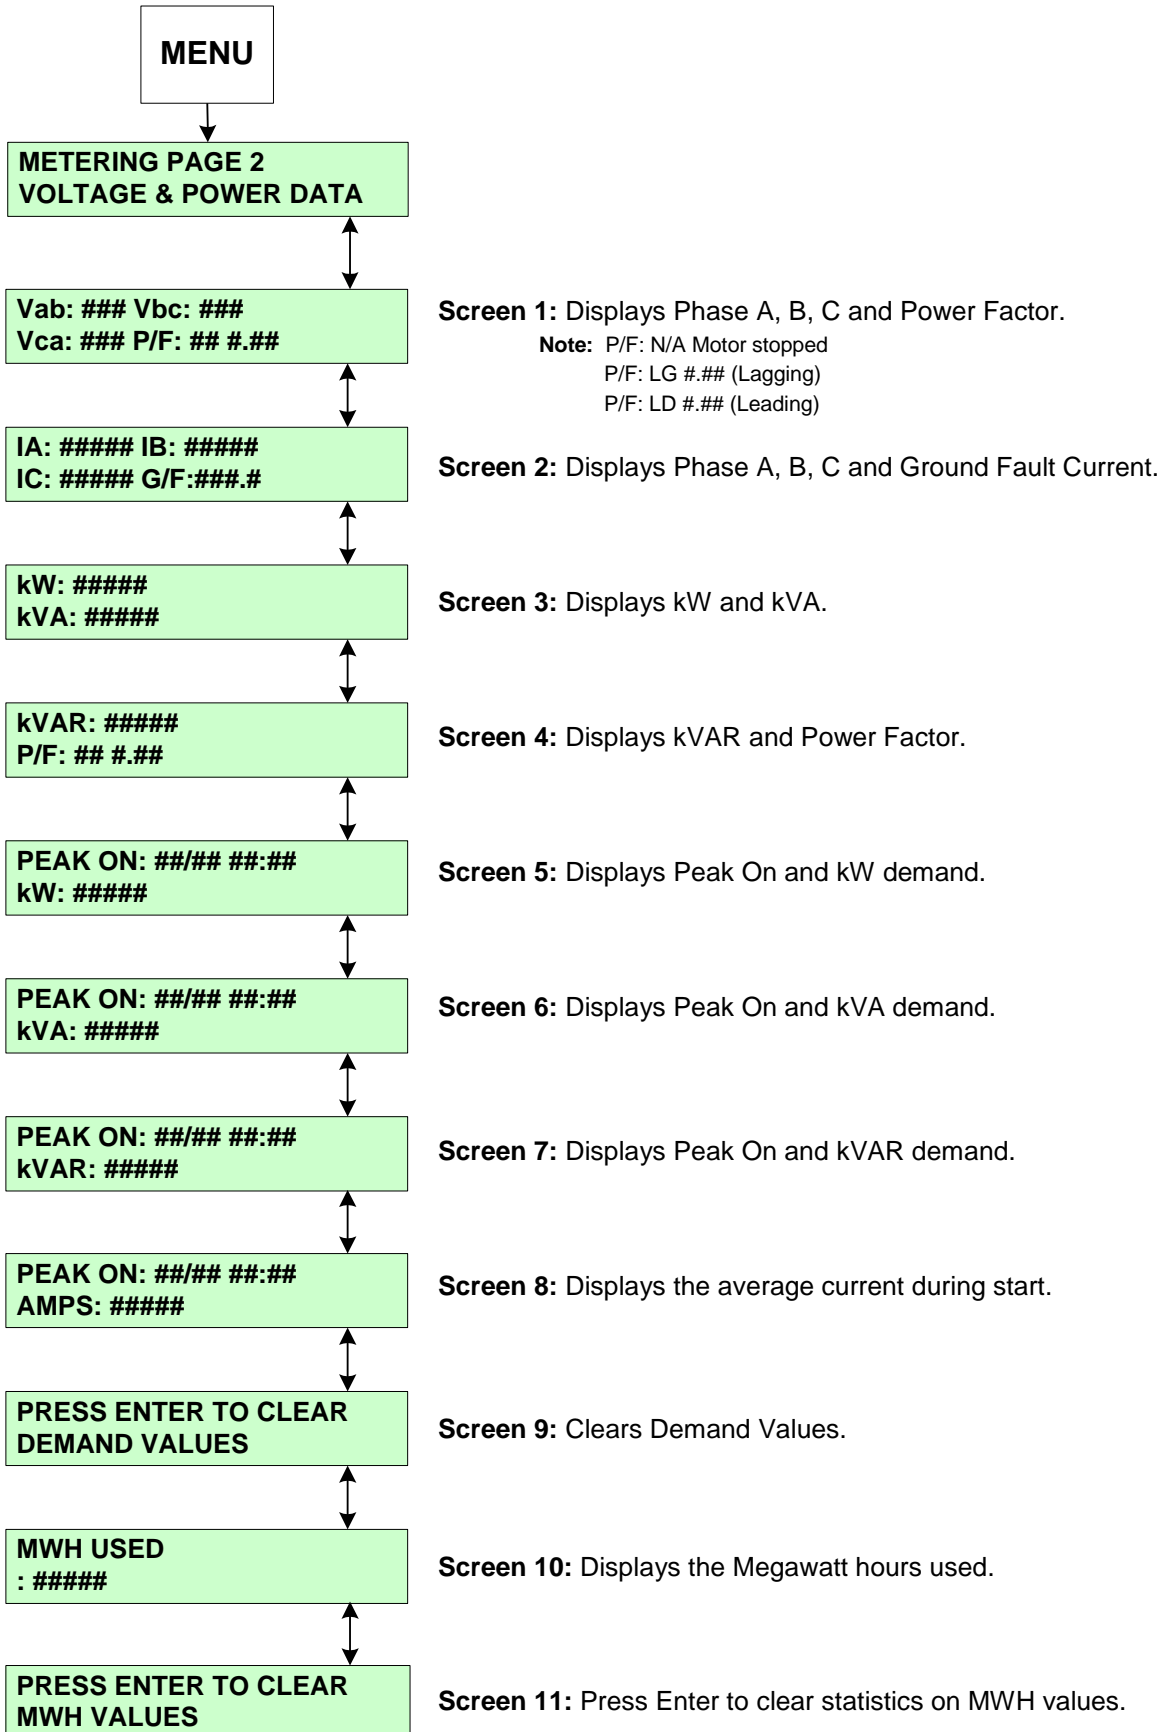 MENU
METERING PAGE 2
VOLTAGE & POWER DATA
Vab: ### Vbc: ###
Vca: ### P/F: ## #.##
Screen 1: Displays Phase A, B, C and Power Factor.
Note: P/F: N/A Motor stopped
P/F: LG #.## (Lagging)
P/F: LD #.## (Leading)
IA: ##### IB: #####
IC: ##### G/F:###.#
Screen 2: Displays Phase A, B, C and Ground Fault Current.
kW: #####
kVA: #####
Screen 3: Displays kW and kVA.
kVAR: #####
P/F: ## #.##
Screen 4: Displays kVAR and Power Factor.
PEAK ON: ##/## ##:##
kW: #####
Screen 5: Displays Peak On and kW demand.
PEAK ON: ##/## ##:##
kVA: #####
Screen 6: Displays Peak On and kVA demand.
PEAK ON: ##/## ##:##
kVAR: #####
Screen 7: Displays Peak On and kVAR demand.
PEAK ON: ##/## ##:##
AMPS: #####
Screen 8: Displays the average current during start.
PRESS ENTER TO CLEAR
DEMAND VALUES
Screen 9: Clears Demand Values.
MWH USED
: #####
Screen 10: Displays the Megawatt hours used.
PRESS ENTER TO CLEAR
MWH VALUES
Screen 11: Press Enter to clear statistics on MWH values.